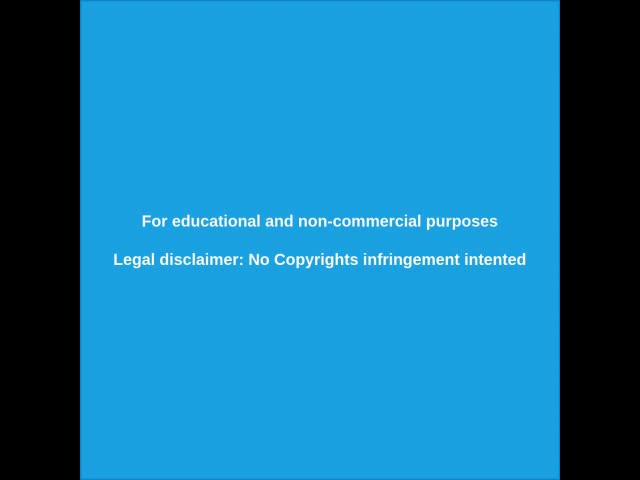 For educational and non-commercial purposes
Legal disclaimer: No Copyrights infringement intented